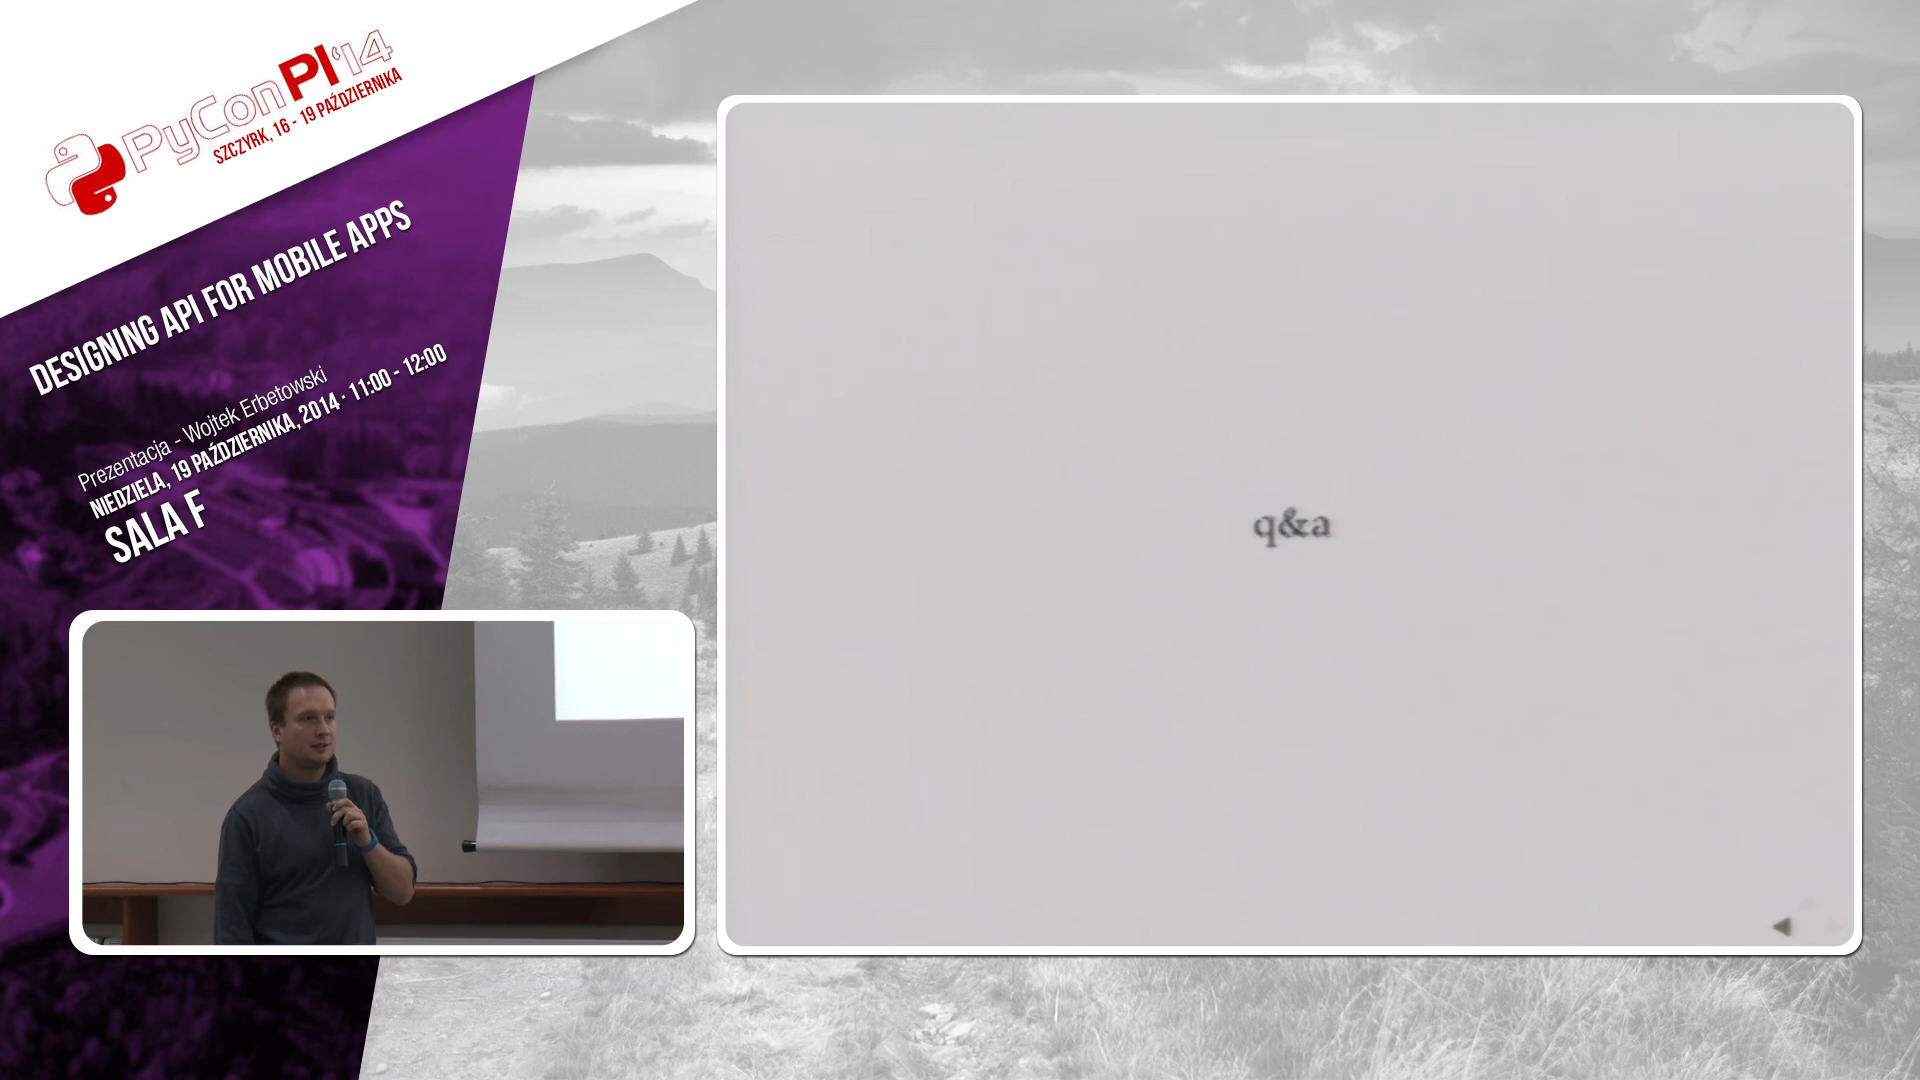 PyConPl'14
SZCZYRK, 16 - 19 PAŹDZIERNIKA
DESIGNING API FOR MOBILE APPS
Prezentacja - Wojtek Erbetowski
NIEDZIELA, 19 PAŹDZIERNIKA, 2014 · 11:00 - 12:00
SALA F
q&a